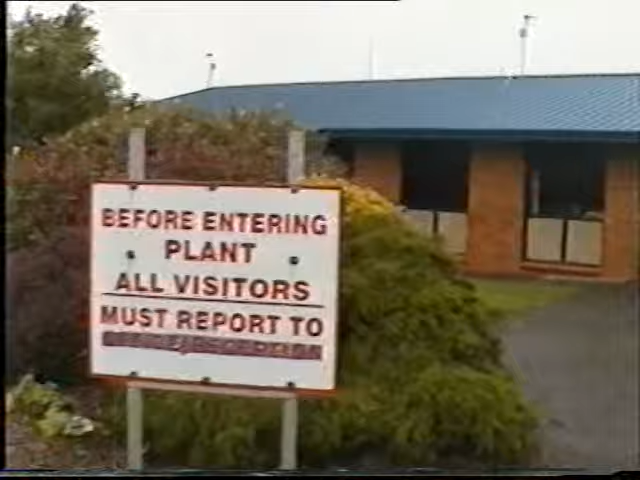 BEFORE ENTERING
PLANT
ALL VISITORS
MUST REPORT TO